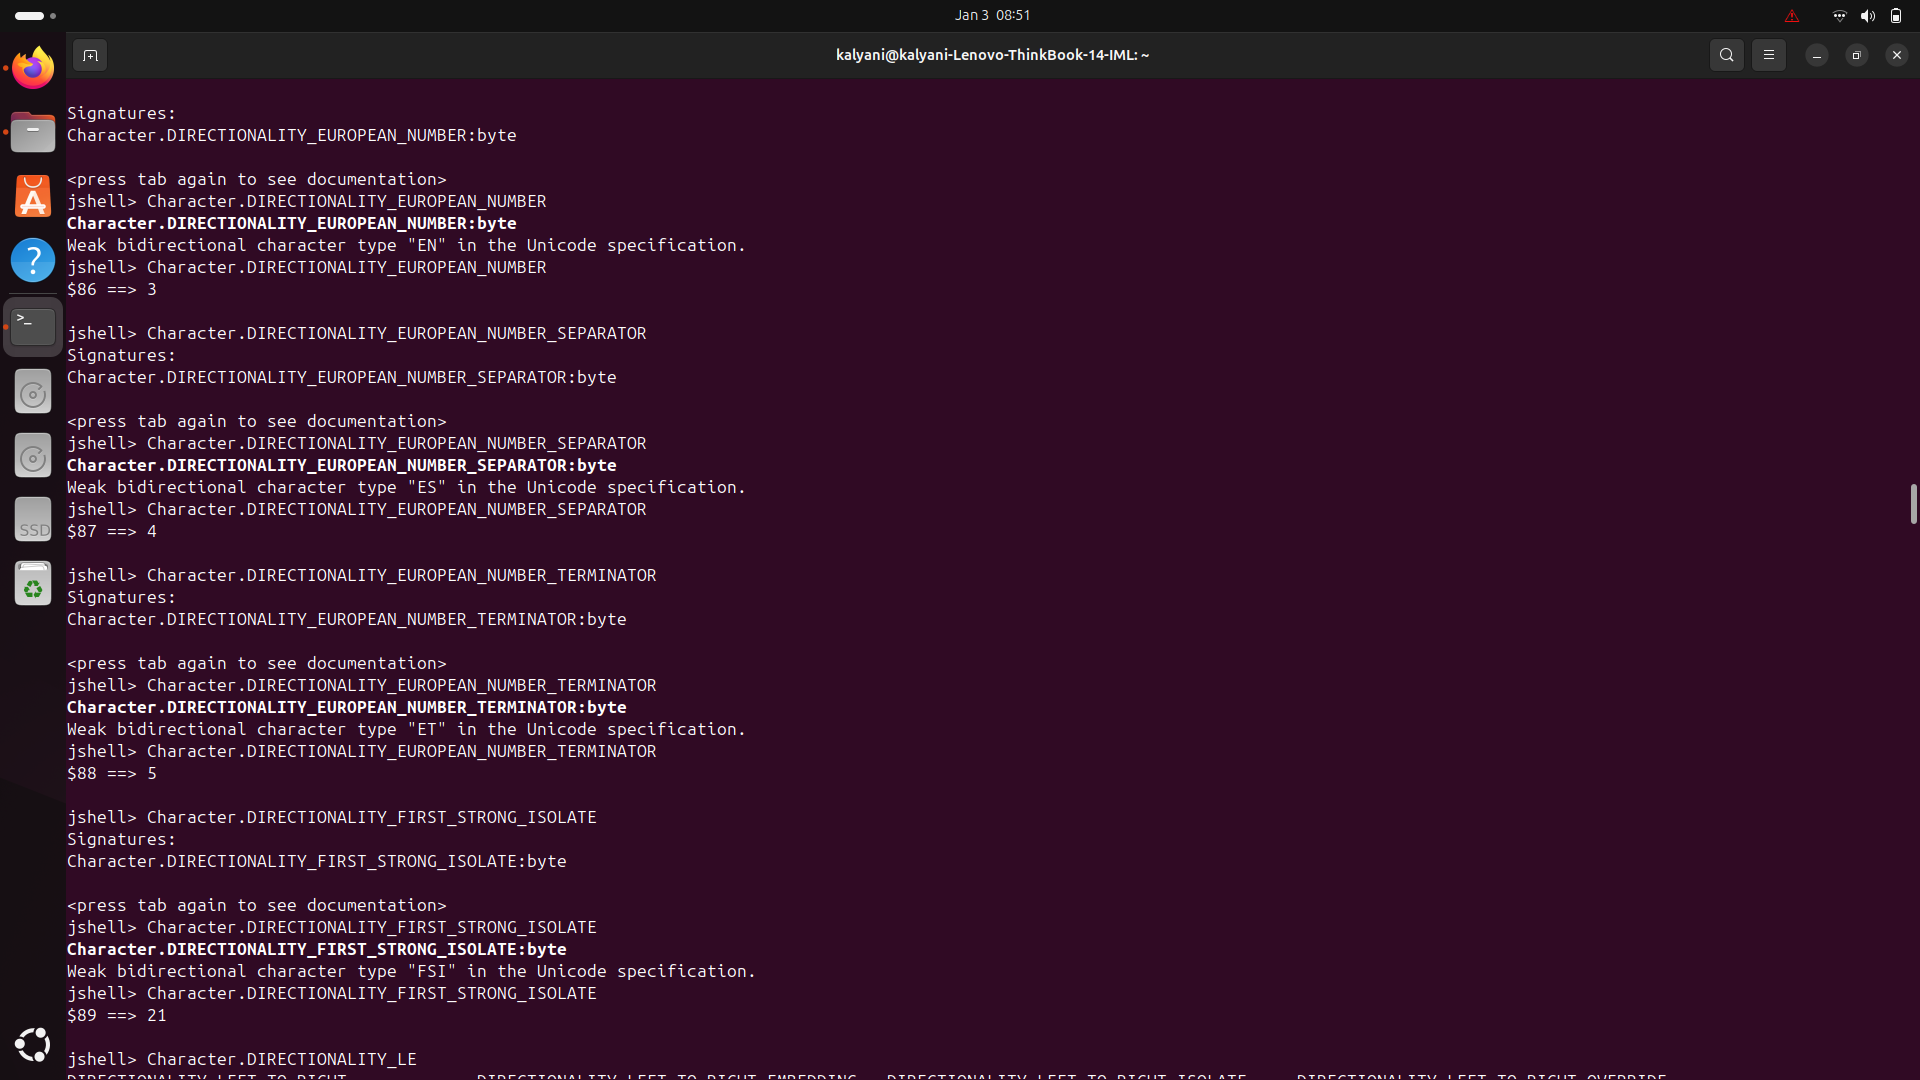 Jan 3 08:51
kalyani@kalyani-Lenovo-ThinkBook-14-IML: ~
Signatures:
Character.DIRECTIONALITY_EUROPEAN_NUMBER:byte
<press tab again to see documentation>
jshell> Character.DIRECTIONALITY_EUROPEAN_NUMBER
Character.DIRECTIONALITY_EUROPEAN_NUMBER:byte
Weak bidirectional character type "EN" in the Unicode specification.
jshell> Character.DIRECTIONALITY_EUROPEAN_NUMBER
$86 ==> 3
jshell> Character.DIRECTIONALITY_EUROPEAN_NUMBER_SEPARATOR
Signatures:
Character.DIRECTIONALITY_EUROPEAN_NUMBER_SEPARATOR:byte
<press tab again to see documentation>
jshell> Character.DIRECTIONALITY_EUROPEAN_NUMBER_SEPARATOR
Character.DIRECTIONALITY_EUROPEAN_NUMBER_SEPARATOR:byte
Weak bidirectional character type "ES" in the Unicode specification.
jshell> Character.DIRECTIONALITY_EUROPEAN_NUMBER_SEPARATOR
$87 ==> 4
jshell> Character.DIRECTIONALITY_EUROPEAN_NUMBER_TERMINATOR
Signatures:
Character.DIRECTIONALITY_EUROPEAN_NUMBER_TERMINATOR:byte
<press tab again to see documentation>
jshell> Character.DIRECTIONALITY_EUROPEAN_NUMBER_TERMINATOR
Character.DIRECTIONALITY_EUROPEAN_NUMBER_TERMINATOR:byte
Weak bidirectional character type "ET" in the Unicode specification.
jshell> Character.DIRECTIONALITY_EUROPEAN_NUMBER_TERMINATOR
$88 ==> 5
jshell> Character.DIRECTIONALITY_FIRST_STRONG_ISOLATE
Signatures:
Character.DIRECTIONALITY_FIRST_STRONG_ISOLATE:byte
<press tab again to see documentation>
jshell> Character.DIRECTIONALITY_FIRST_STRONG_ISOLATE
Character.DIRECTIONALITY_FIRST_STRONG_ISOLATE:byte
Weak bidirectional character type "FSI" in the Unicode specification.
jshell> Character.DIRECTIONALITY_FIRST_STRONG_ISOLATE
$89 ==> 21
jshell> Character.DIRECTIONALITY_LE
DIRECTIONALITY_LEFT_TO_RIGHT DIRECTIONALITY_LEFT_TO_RIGHT_EMBEDDING DIRECTIONALITY_LEFT_TO_RIGHT_ISOLATE DIRECTIONALITY_LEFT_TO_RIGHT_OVERRIDE
SSD